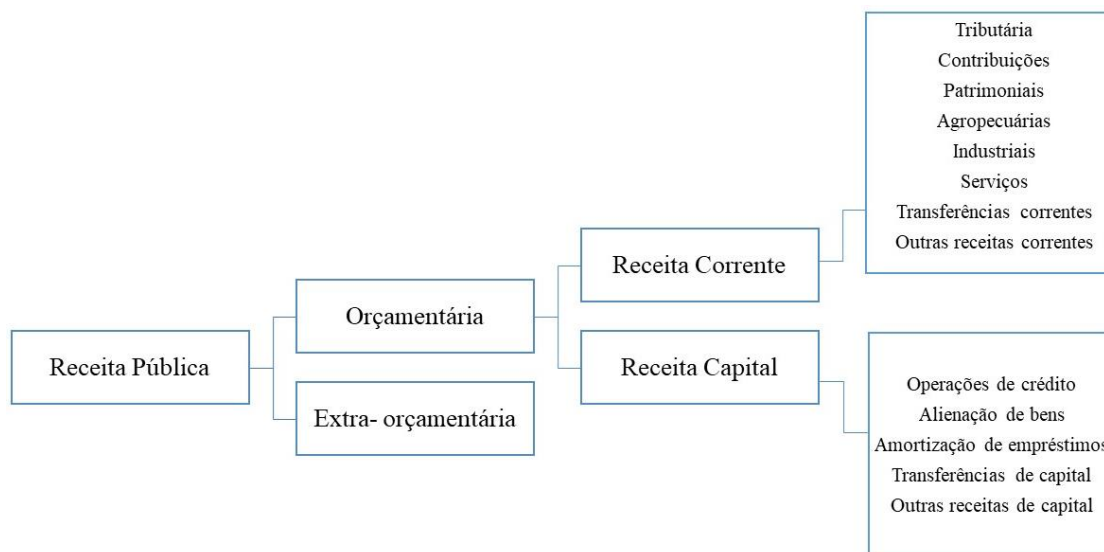 Receita Pública
Orçamentária
Extra- orçamentária
Receita Corrente
Receita Capital
Tributária
Contribuições
Patrimoniais
Agropecuárias
Industriais
Serviços
Transferências correntes
Outras receitas correntes
Operações de crédito
Alienação de bens
Amortização de empréstimos
Transferências de capital
Outras receitas de capital